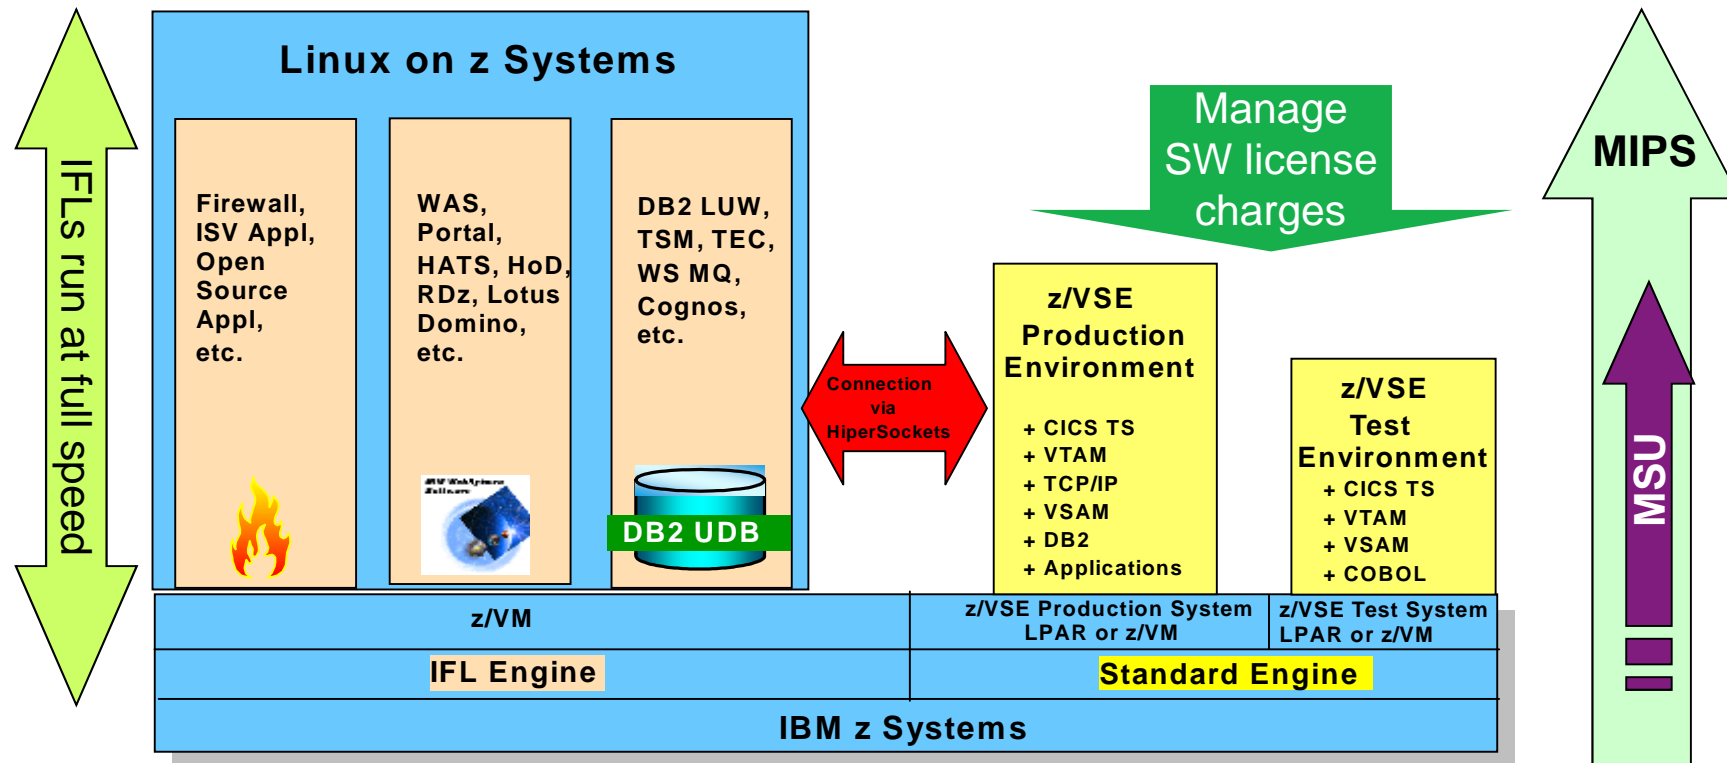 Linux on z Systems
IFLs run at full speed
Firewall,
ISV Appl,
Open
Source
Appl,
etc.
WAS,
Portal,
HATS, HoD,
RDz, Lotus
Domino,
etc.
IBM WebSphere
Software
DB2 LUW,
TSM, TEC,
WS MQ,
Cognos,
etc.
DB2 UDB
Connection
via
HiperSockets
Manage
SW license
charges
z/VSE
Production
Environment
+ CICS TS
+ VTAM
+ TCP/IP
+ VSAM
+ DB2
+ Applications
z/VSE
Test
Environment
+ CICS TS
+ VTAM
+ VSAM
+ COBOL
MIPS
MSU
z/VM
z/VSE Production System
LPAR or z/VM
z/VSE Test System
LPAR or z/VM
IFL Engine
Standard Engine
IBM z Systems